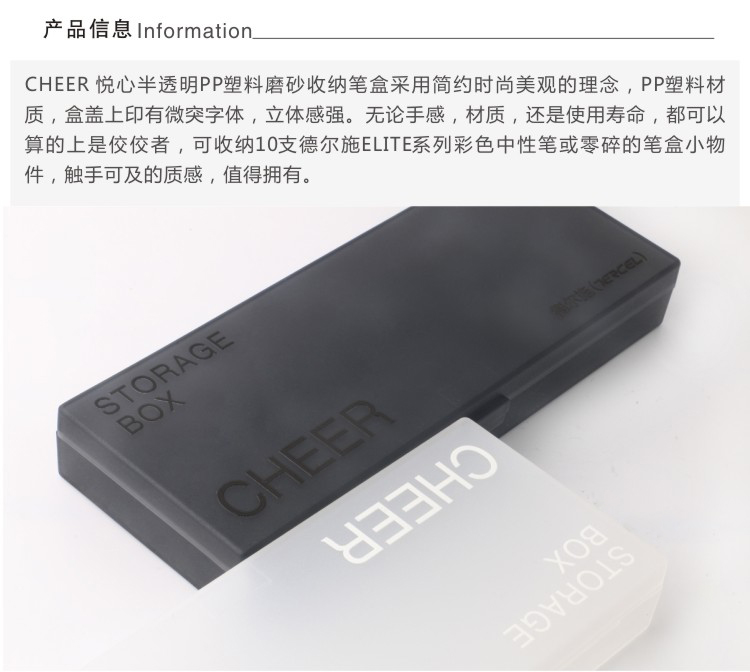 产品信息 Information
CHEER 悦心半透明PP塑料磨砂收纳笔盒采用简约时尚美观的理念，PP塑料材
质，盒盖上印有微突字体，立体感强。无论手感，材质，还是使用寿命，都可以
算的上是佼佼者，可收纳10支德尔施ELITE系列彩色中性笔或零碎的笔盒小物
件，触手可及的质感，值得拥有。
STORAGE
BOX
CHEER
CHEER
STORAGE
BOX